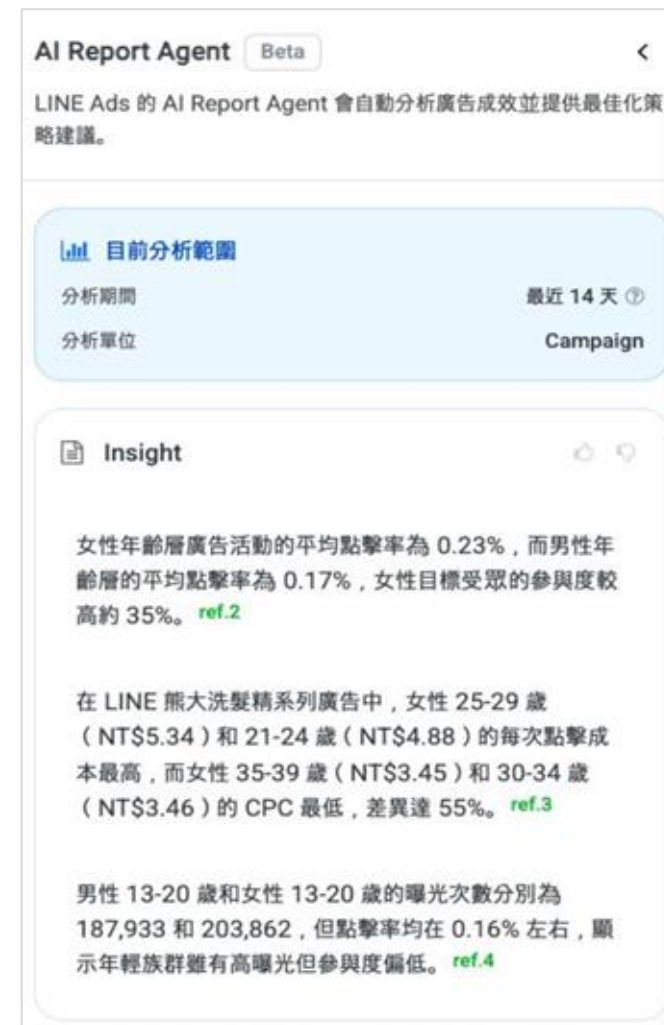 AI Report Agent Beta
LINE Ads 的 AI Report Agent 會自動分析廣告成效並提供最佳化策
略建議。
目前分析範圍
分析期間 最近 14 天
分析單位 Campaign
Insight
女性年齡層廣告活動的平均點擊率為 0.23%，而男性年
齡層的平均點擊率為 0.17%，女性目標受眾的參與度較
高約 35%。 ref.2
在 LINE 熊大洗髮精系列廣告中，女性 25-29 歲
（NT$5.34）和 21-24 歲（NT$4.88）的每次點擊成
本最高，而女性 35-39 歲（NT$3.45）和 30-34 歲
（NT$3.46）的 CPC 最低，差異達 55%。 ref.3
男性 13-20 歲和女性 13-20 歲的曝光次數分別為
187,933 和 203,862，但點擊率均在 0.16% 左右，顯
示年輕族群雖有高曝光但參與度偏低。 ref.4